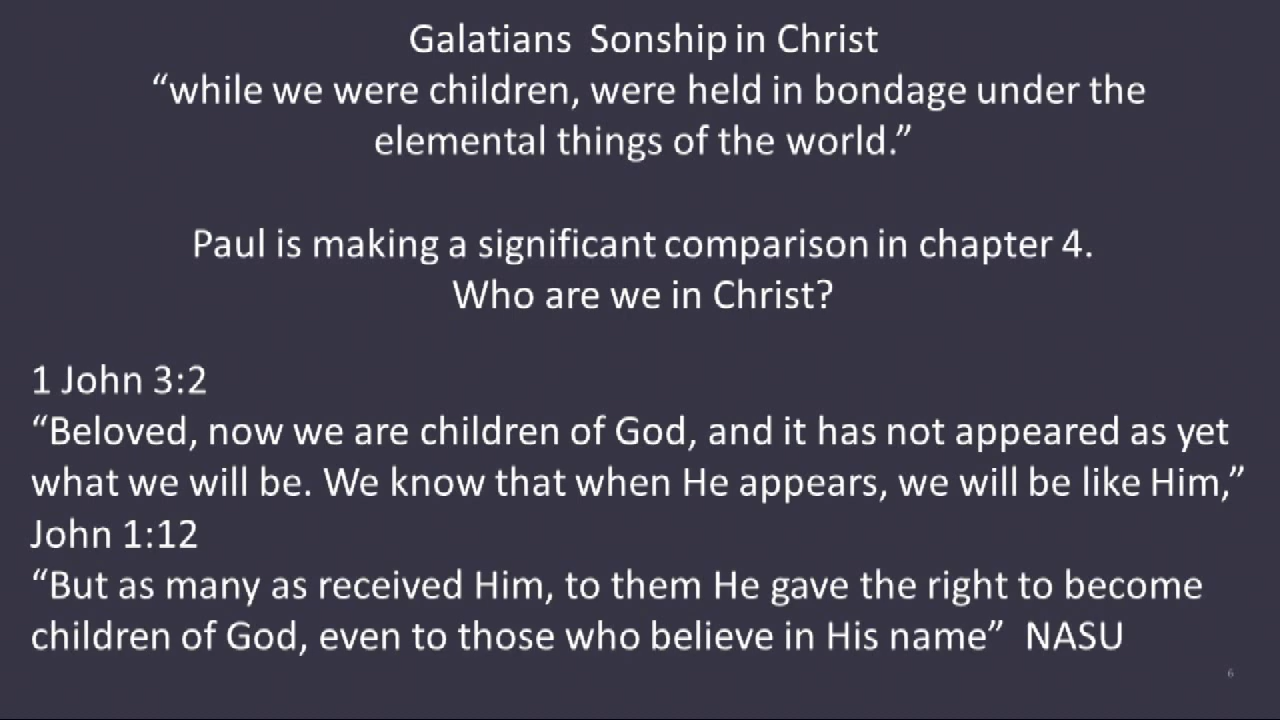 Galatians  Sonship in Christ
“while we were children, were held in bondage under the
elemental things of the world.”
Paul is making a significant comparison in chapter 4.
Who are we in Christ?
1 John 3:2
“Beloved, now we are children of God, and it has not appeared as yet
what we will be. We know that when He appears, we will be like Him,”
John 1:12
“But as many as received Him, to them He gave the right to become
children of God, even to those who believe in His name”  NASU
6